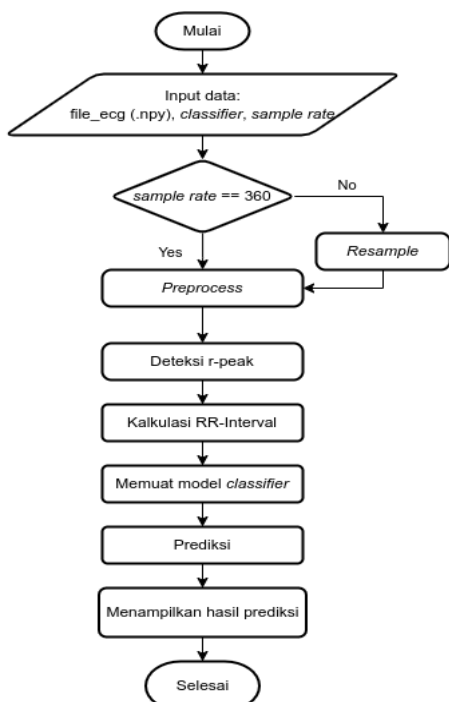 Mulai
Input data:
file_ecg (.npy), classifier, sample rate
sample rate == 360
No
Yes
Resample
Preprocess
Deteksi r-peak
Kalkulasi RR-Interval
Memuat model classifier
Prediksi
Menampilkan hasil prediksi
Selesai